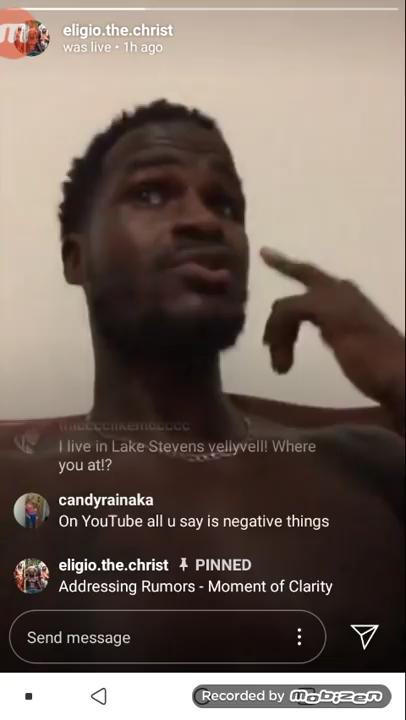 eligio.the.christ
was live • 1h ago
I live in Lake Stevens vellyvell! Where
you at!?
candyrainaka
On YouTube all u say is negative things
eligio.the.christ PINNED
Addressing Rumors - Moment of Clarity
Send message
Recorded by mobizen